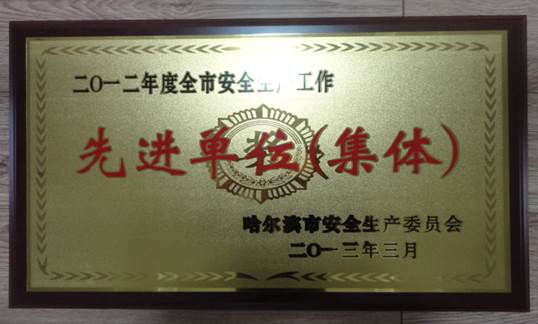 二〇一二年度全市安全生产工作
先进单位(集体)
哈尔滨市安全生产委员会
二〇一三年三月